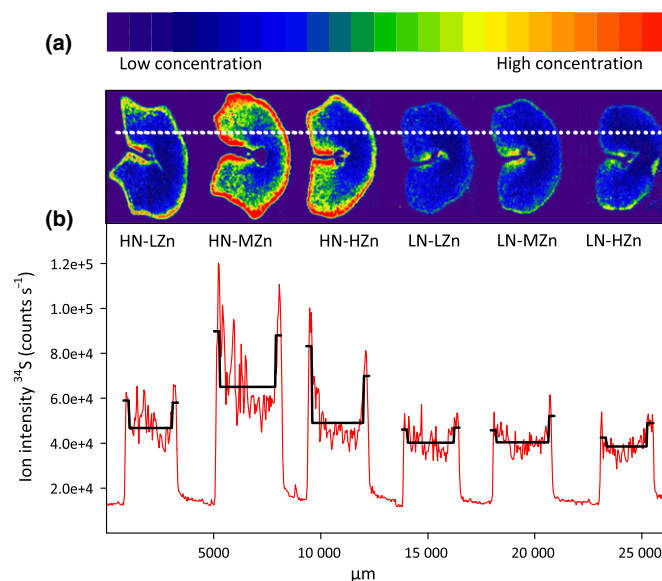 (a)
Low concentration High concentration
(b)
HN-LZn HN-MZn HN-HZn LN-LZn LN-MZn LN-HZn
Ion intensity ³⁴S (counts s⁻¹)
1.2e+5
1.0e+5
8.0e+4
6.0e+4
4.0e+4
2.0e+4
5000 10 000 15 000 20 000 25 000
μm